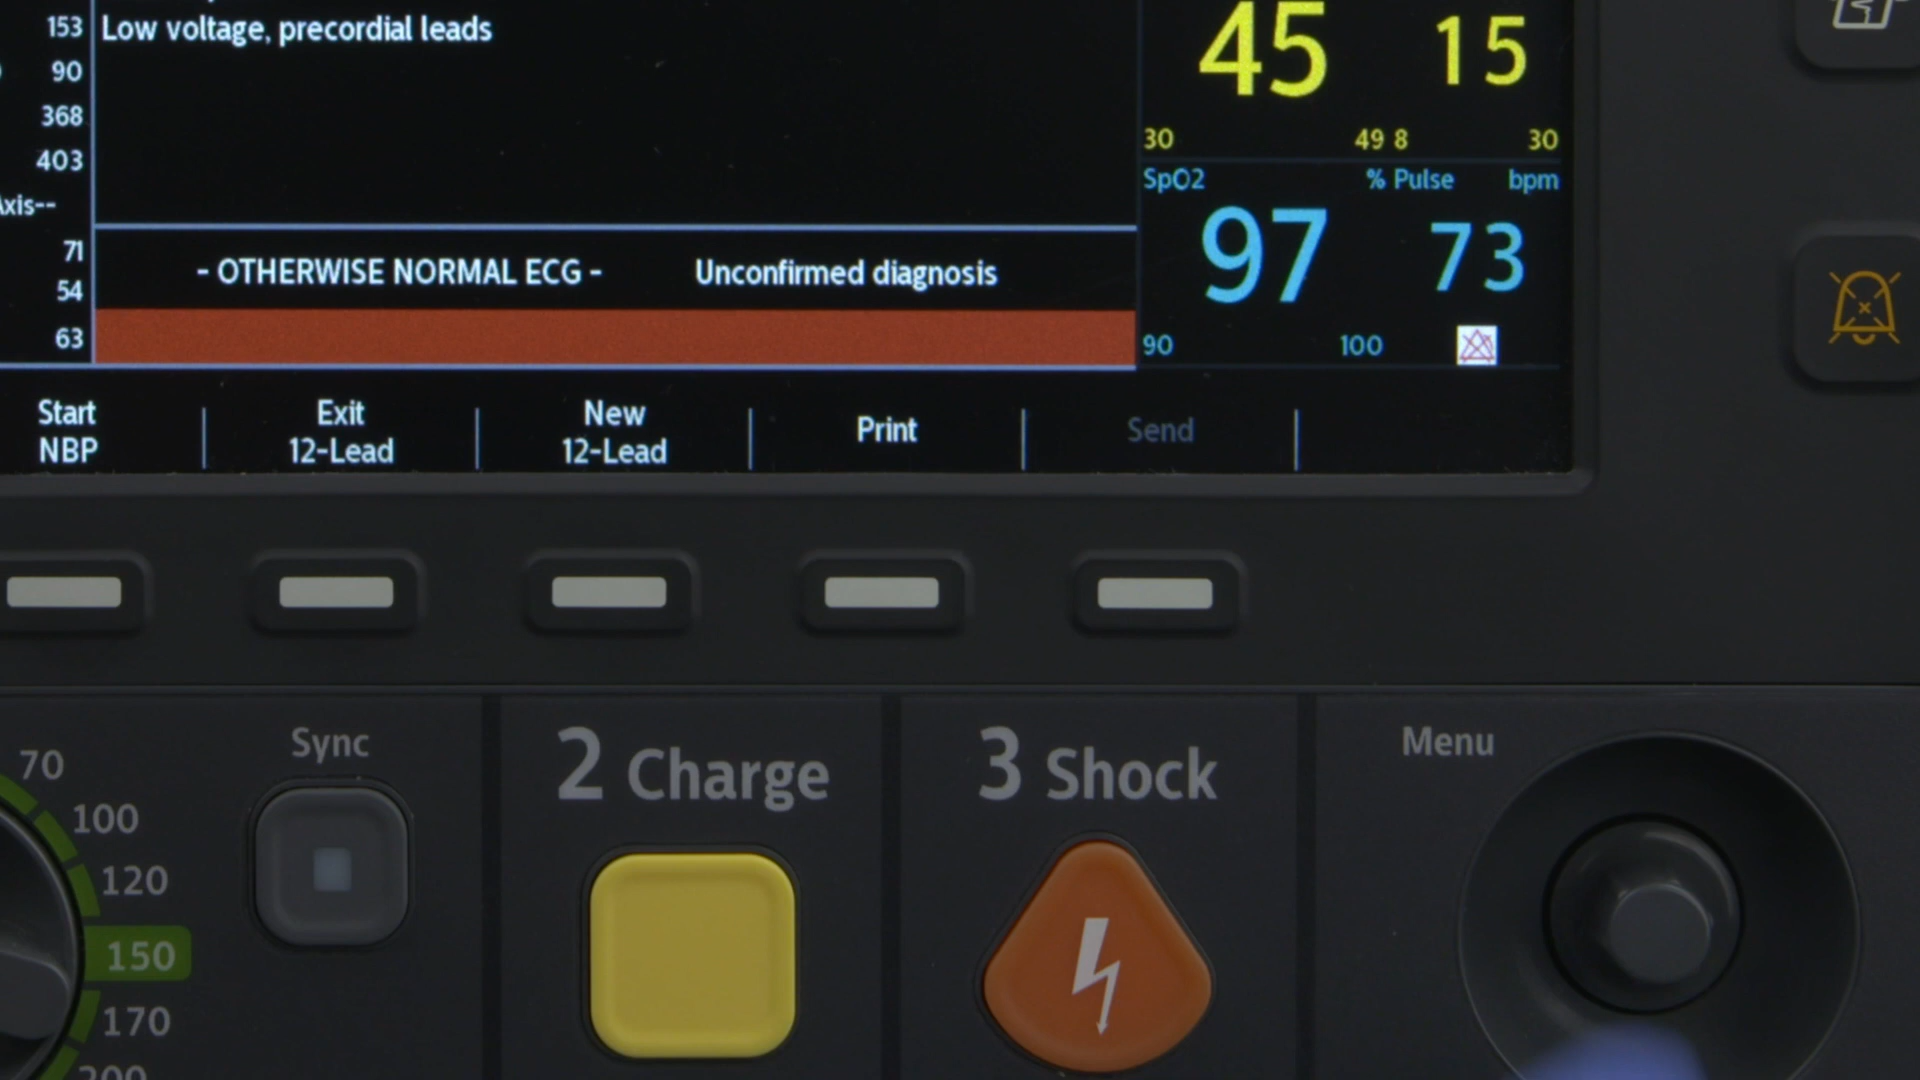 153
Low voltage, precordial leads
90
368
403
Axis--
71
54
63
- OTHERWISE NORMAL ECG -
Unconfirmed diagnosis
45
15
30
49
8
30
SpO2
%
Pulse
bpm
97
73
90
100
Start
NBP
Exit
12-Lead
New
12-Lead
Print
Send
70
100
120
150
170
200
Sync
2 Charge
3 Shock
Menu